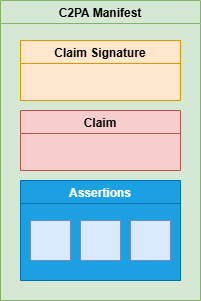 C2PA Manifest
Claim Signature
Claim
Assertions